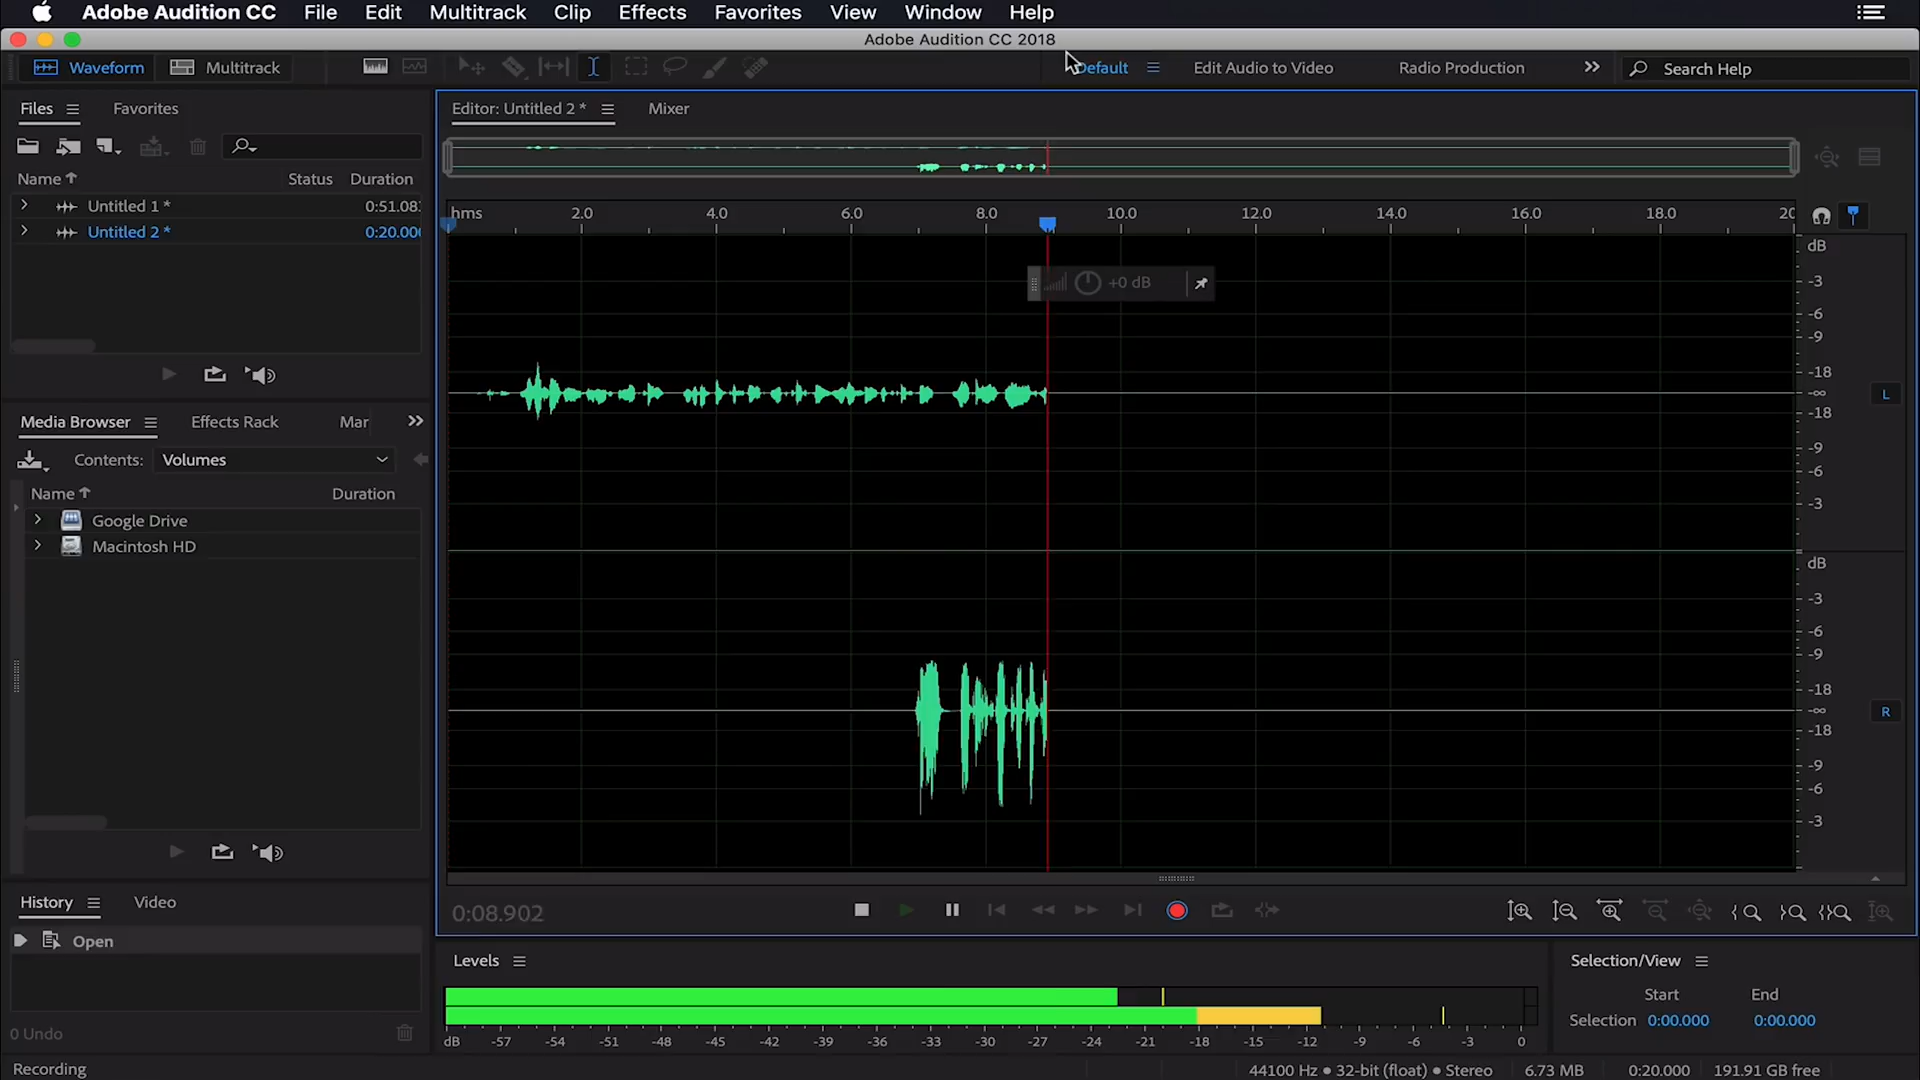 Adobe Audition CC File Edit Multitrack Clip Effects Favorites View Window Help
Adobe Audition CC 2018
Waveform Multitrack Default Edit Audio to Video Radio Production Search Help
Files Favorites
Name Status Duration
Untitled 1 * 0:51.08
Untitled 2 * 0:20.000
Media Browser Effects Rack Mar
Contents: Volumes
Name Duration
Google Drive
Macintosh HD
History Video
Open
0 Undo
Recording
Editor: Untitled 2 * Mixer
hms 2.0 4.0 6.0 8.0 10.0 12.0 14.0 16.0 18.0 20
+0 dB
dB
-3
-6
-9
-18
-∞
L
-18
-9
-6
-3
dB
-3
-6
-9
-18
-∞
R
-18
-9
-6
-3
0:08.902
Levels
dB -57 -54 -51 -48 -45 -42 -39 -36 -33 -30 -27 -24 -21 -18 -15 -12 -9 -6 -3 0
Selection/View
Start End
Selection 0:00.000 0:00.000
44100 Hz ● 32-bit (float) ● Stereo 6.73 MB 0:20.000 191.91 GB free